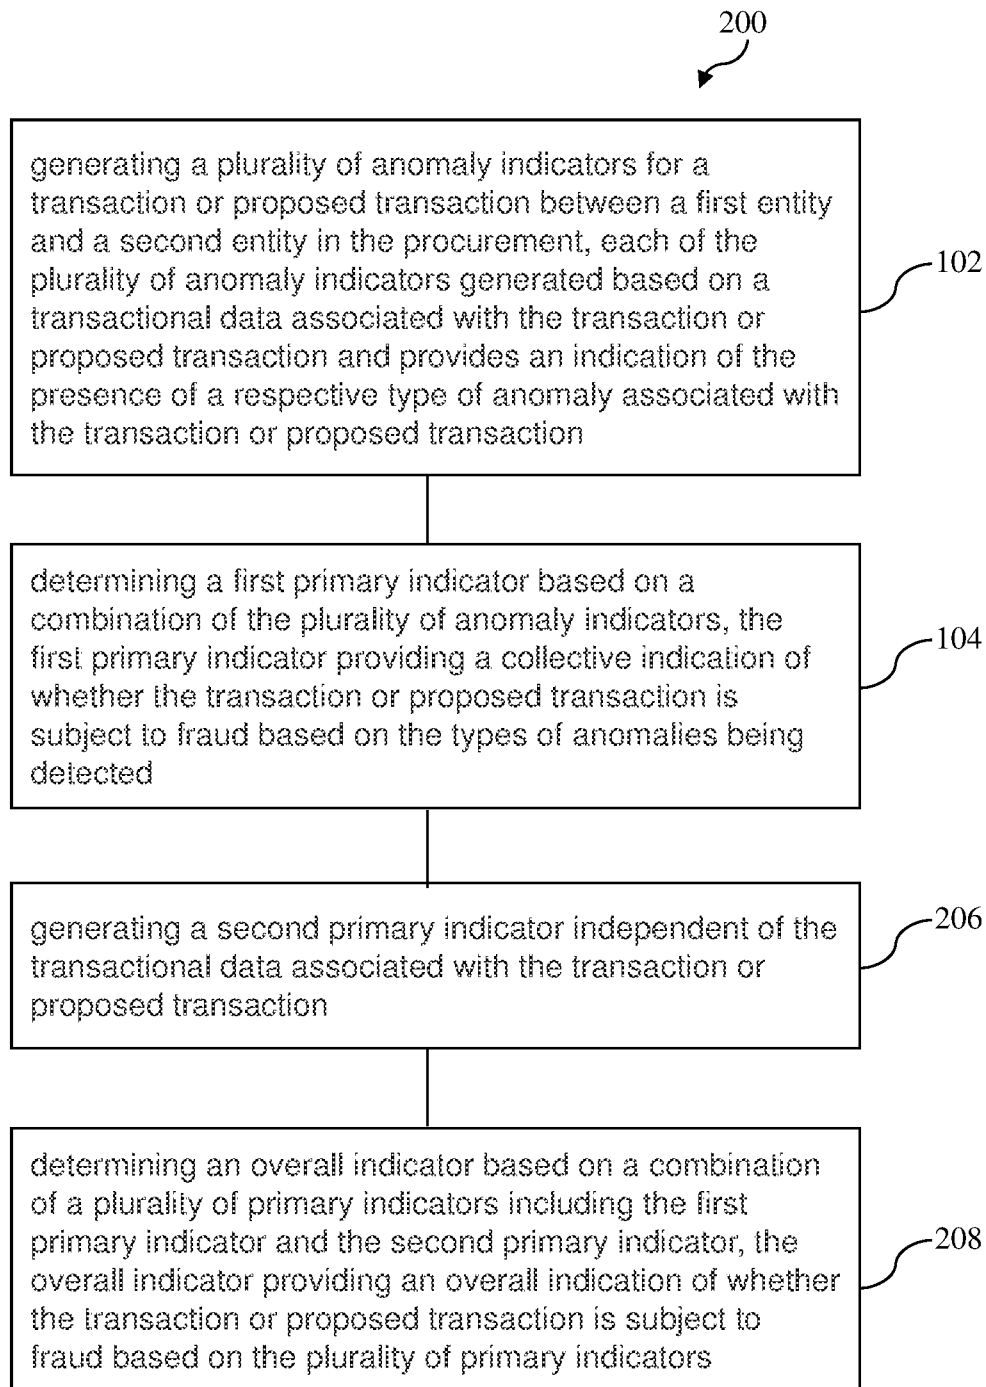 200
generating a plurality of anomaly indicators for a
transaction or proposed transaction between a first entity
and a second entity in the procurement, each of the
plurality of anomaly indicators generated based on a
transactional data associated with the transaction or
proposed transaction and provides an indication of the
presence of a respective type of anomaly associated with
the transaction or proposed transaction
102
determining a first primary indicator based on a
combination of the plurality of anomaly indicators, the
first primary indicator providing a collective indication of
whether the transaction or proposed transaction is
subject to fraud based on the types of anomalies being
detected
104
generating a second primary indicator independent of the
transactional data associated with the transaction or
proposed transaction
206
determining an overall indicator based on a combination
of a plurality of primary indicators including the first
primary indicator and the second primary indicator, the
overall indicator providing an overall indication of whether
the transaction or proposed transaction is subject to
fraud based on the plurality of primary indicators
208